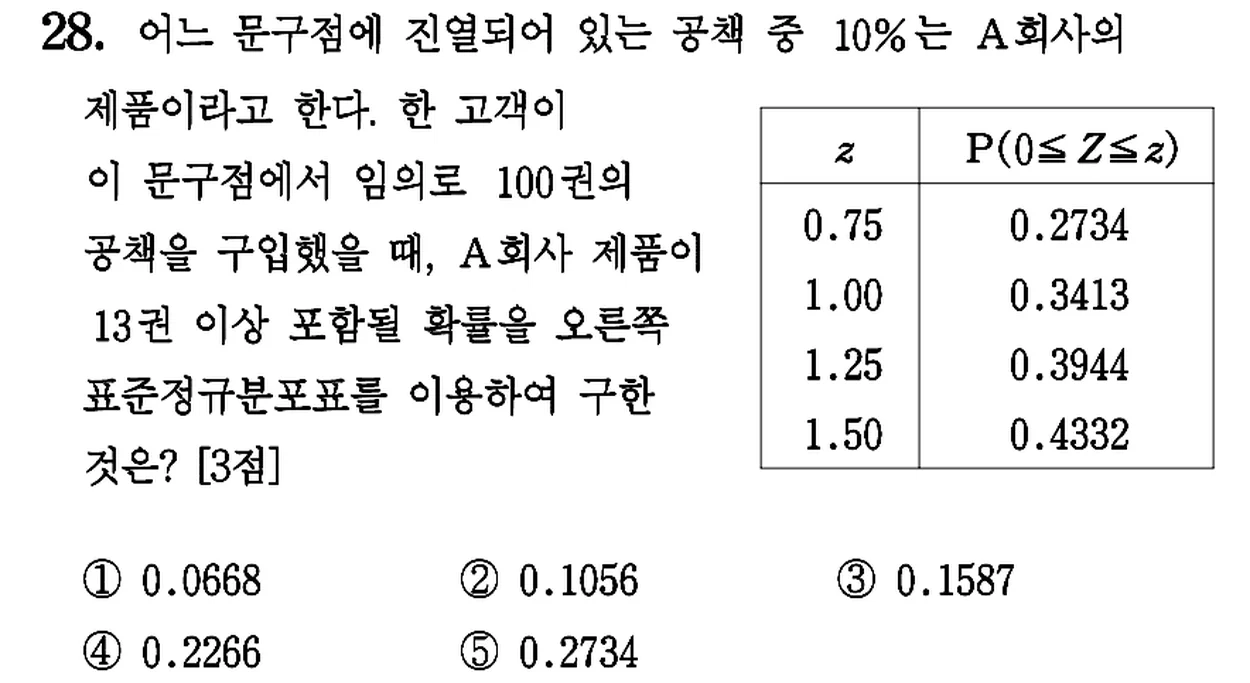 28. 어느 문구점에 진열되어 있는 공책 중 10%는 A회사의
제품이라고 한다. 한 고객이
이 문구점에서 임의로 100권의
공책을 구입했을 때, A회사 제품이
13권 이상 포함될 확률을 오른쪽
표준정규분포표를 이용하여 구한
것은? [3점]
z P(0≦Z≦z)
0.75 0.2734
1.00 0.3413
1.25 0.3944
1.50 0.4332
① 0.0668 ② 0.1056 ③ 0.1587
④ 0.2266 ⑤ 0.2734